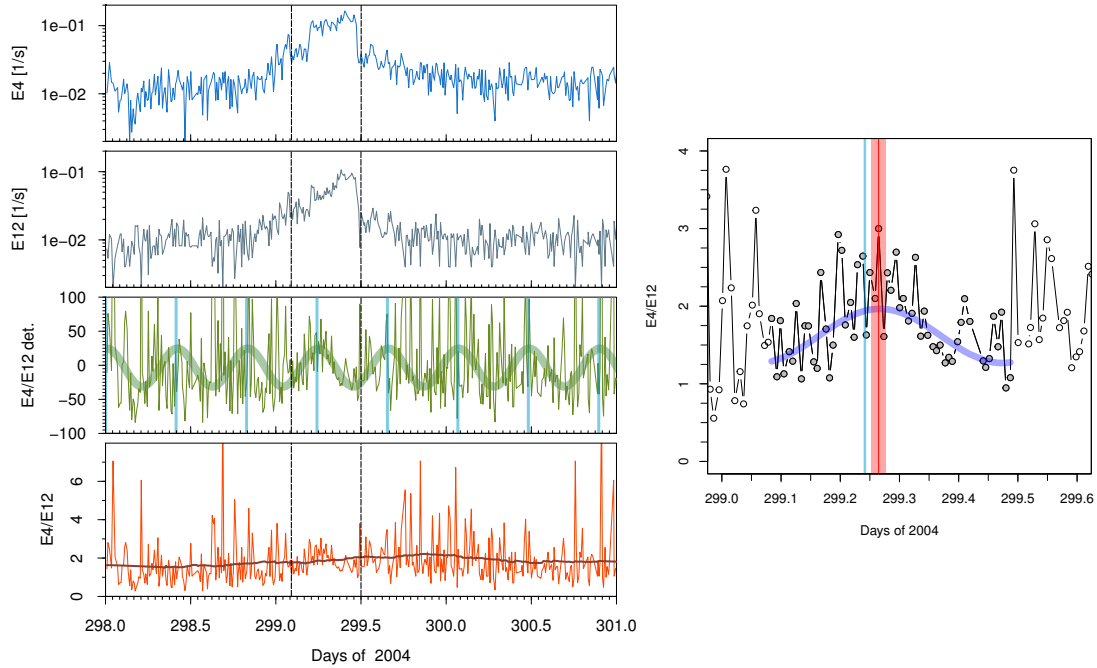 E4 [1/s]
1e−01
1e−02
E12 [1/s]
1e−01
1e−02
E4/E12 det.
100
50
0
−50
−100
E4/E12
6
4
2
0
298.0 298.5 299.0 299.5 300.0 300.5 301.0
Days of 2004
E4/E12
4
3
2
1
0
299.0 299.1 299.2 299.3 299.4 299.5 299.6
Days of 2004